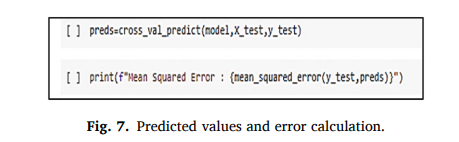 [ ] preds=cross_val_predict(model,X_test,y_test)
[ ] print(f"Mean Squared Error : {mean_squared_error(y_test,preds)}")
Fig. 7. Predicted values and error calculation.